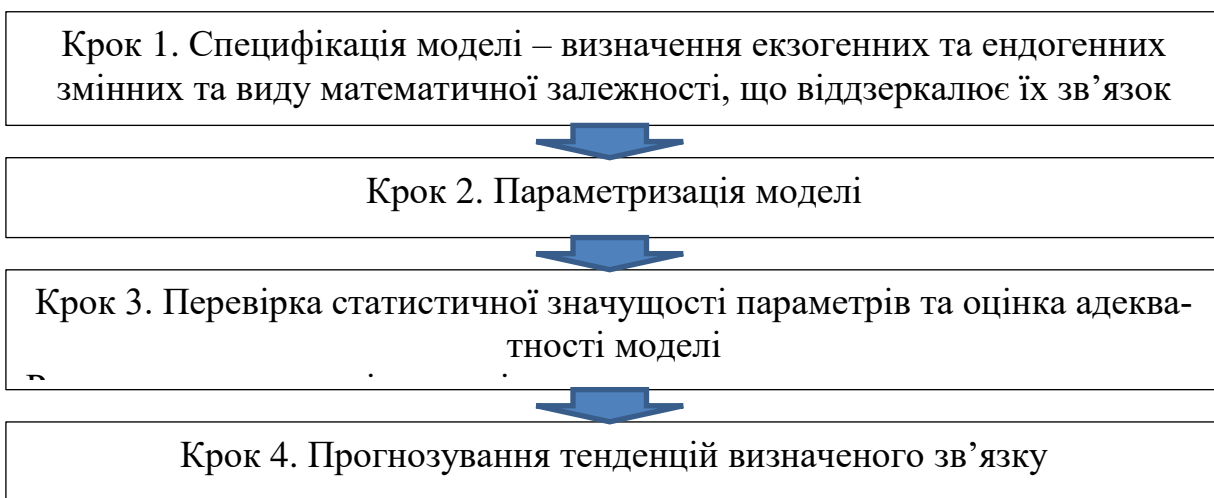 Крок 1. Специфікація моделі – визначення екзогенних та ендогенних
змінних та виду математичної залежності, що віддзеркалює їх зв’язок
Крок 2. Параметризація моделі
Крок 3. Перевірка статистичної значущості параметрів та оцінка адеква-
тності моделі
Крок 4. Прогнозування тенденцій визначеного зв’язку